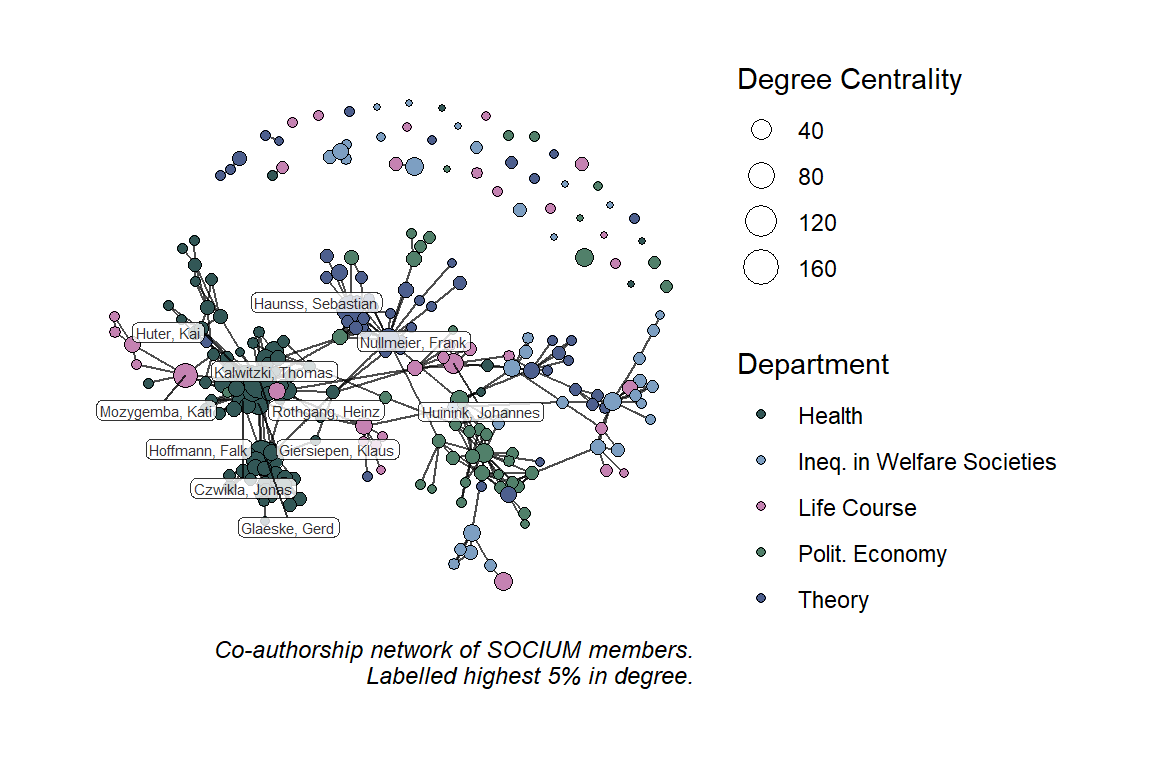 Degree Centrality
40
80
120
160
Haunss, Sebastian
Huter, Kai
Nullmeier, Frank
Kalwitzki, Thomas
Mozygemba, Kati
Rothgang, Heinz
Huinink, Johannes
Hoffmann, Falk
Giersiepen, Klaus
Czwikla, Jonas
Glaeske, Gerd
Department
Health
Ineq. in Welfare Societies
Life Course
Polit. Economy
Theory
Co-authorship network of SOCIUM members.
Labelled highest 5% in degree.